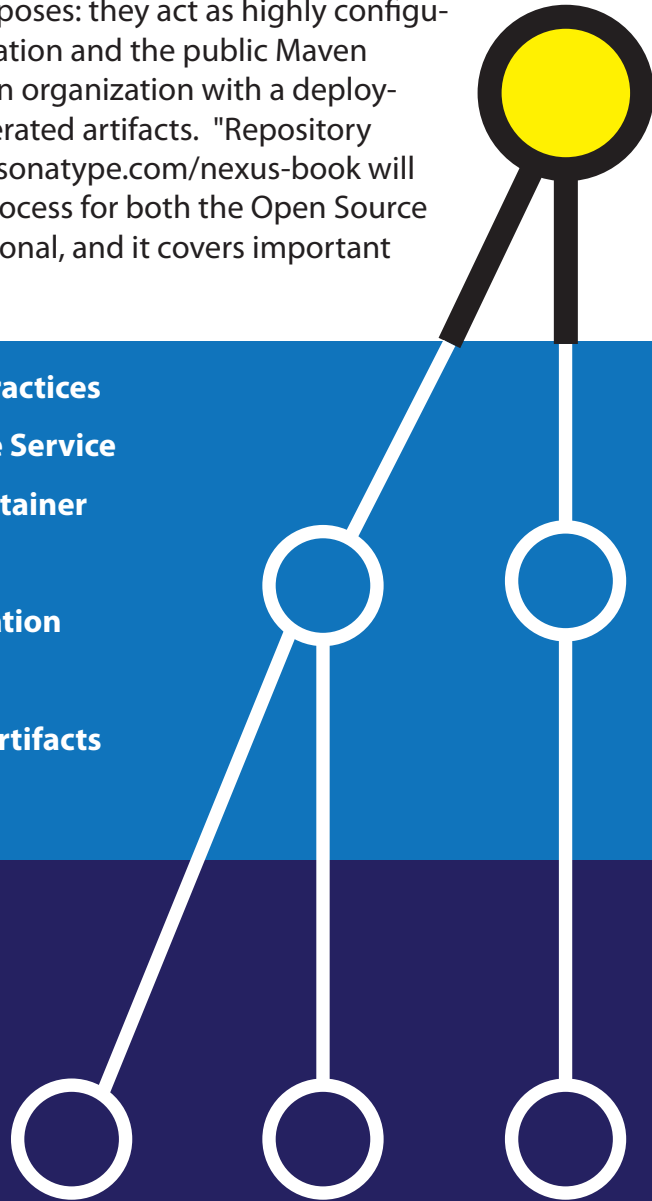 poses: they act as highly configu-
ation and the public Maven
n organization with a deploy-
erated artifacts. "Repository
sonatype.com/nexus-book will
ocess for both the Open Source
onal, and it covers important
ractices
e Service
tainer
ation
rtifacts